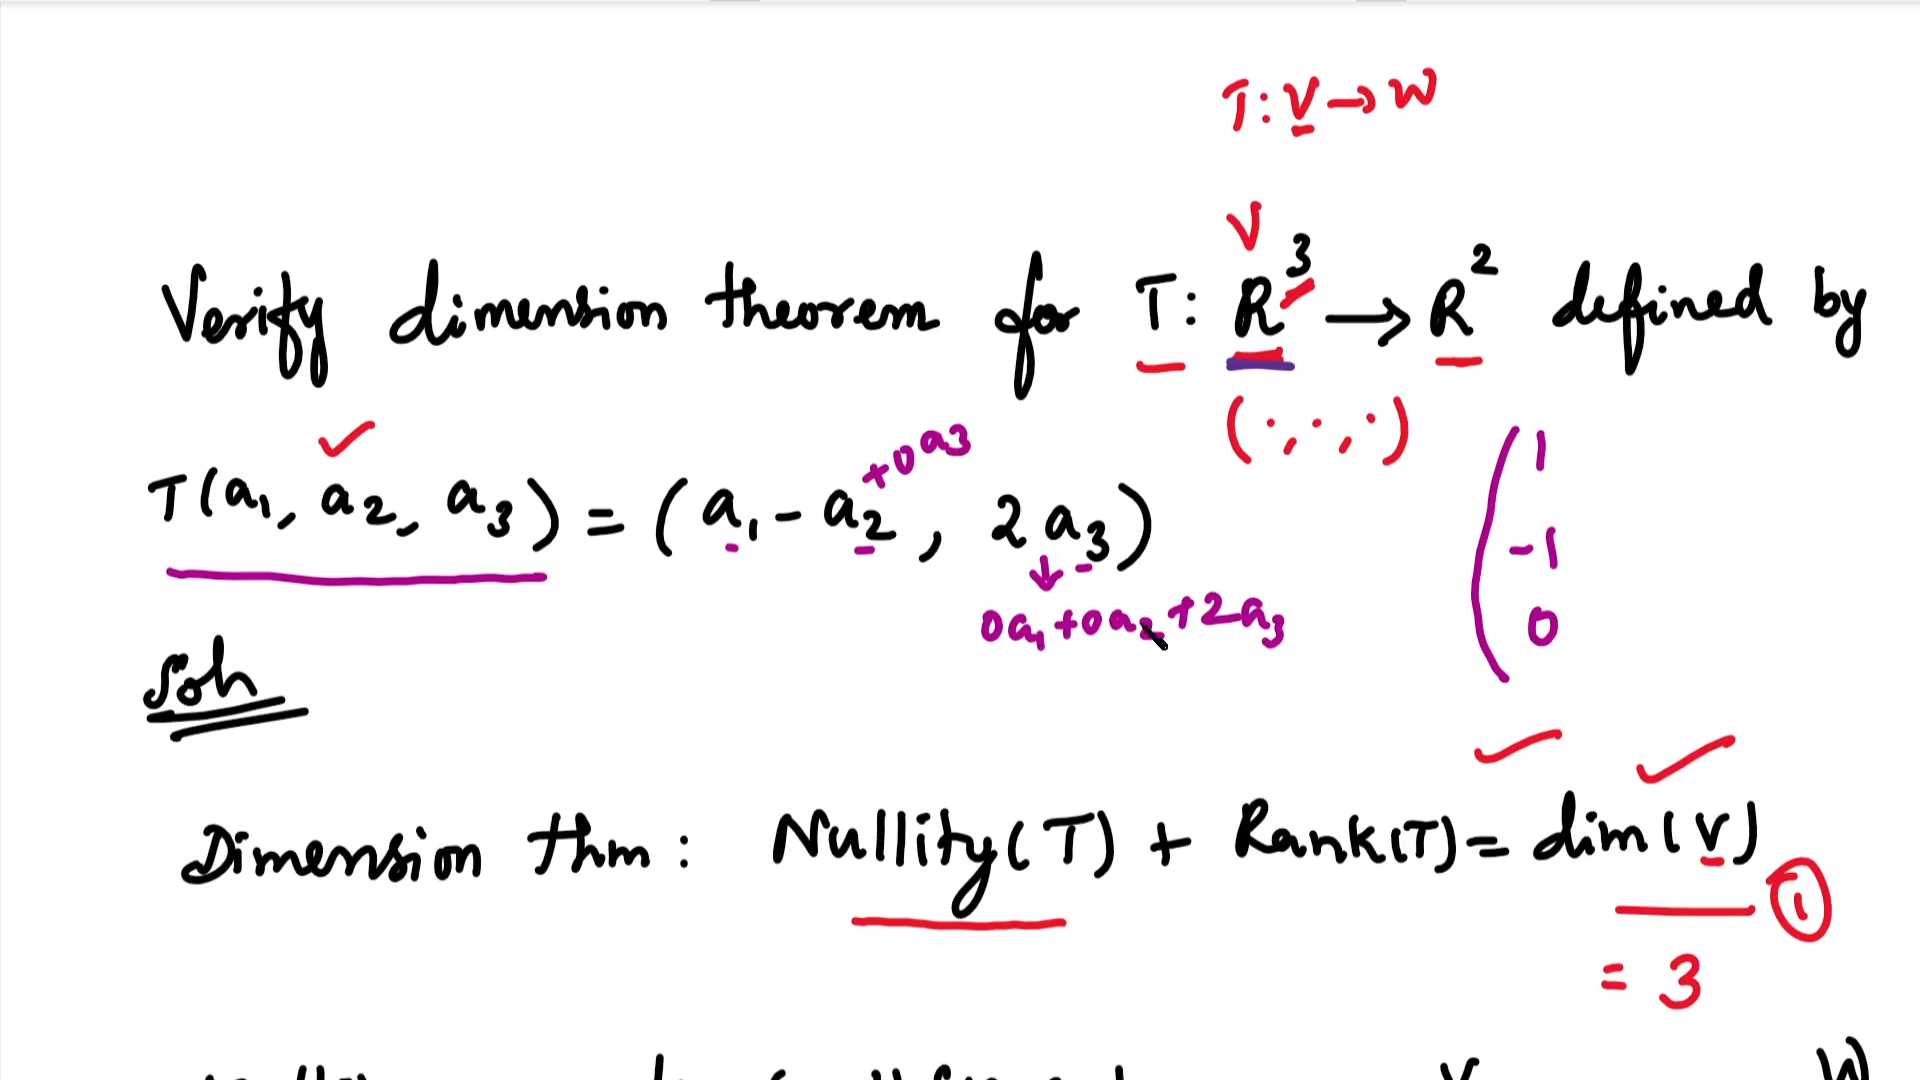 T: V → W
V
Verify dimension theorem for T: R³ → R² defined by
+0a3
T(a₁, a₂, a₃) = (a₁ - a₂, 2a₃)
(·, ·, ·)
0a₁+0a₂+2a₃
1
-1
0
Soln
Dimension thm: Nullity(T) + Rank(T) = dim(V)
①
= 3